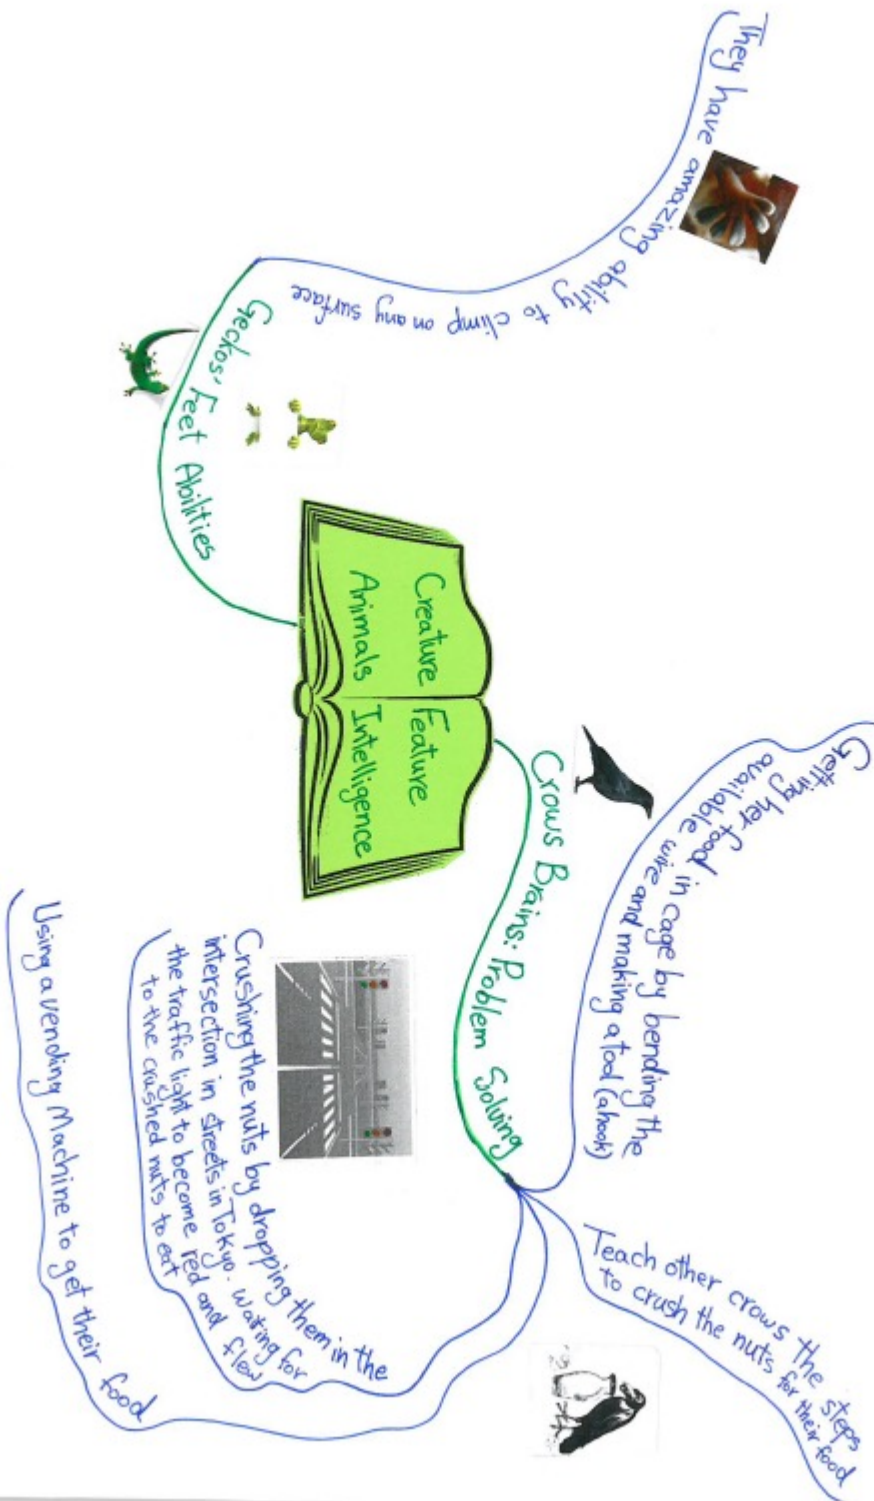 Creature Feature
Animals Intelligence
Crows Brains: Problem Solving
Getting her food in cage by bending the
available wire and making a tool (a hook)
Teach other crows the steps
to crush the nuts for their food
Crushing the nuts by dropping them in the
intersection in streets in Tokyo. waiting for
the traffic light to become red and flew
to the crushed nuts to eat
Using a vending Machine to get their food
Geckos' Feet Abilities
They have amazing ability to climp on any surface